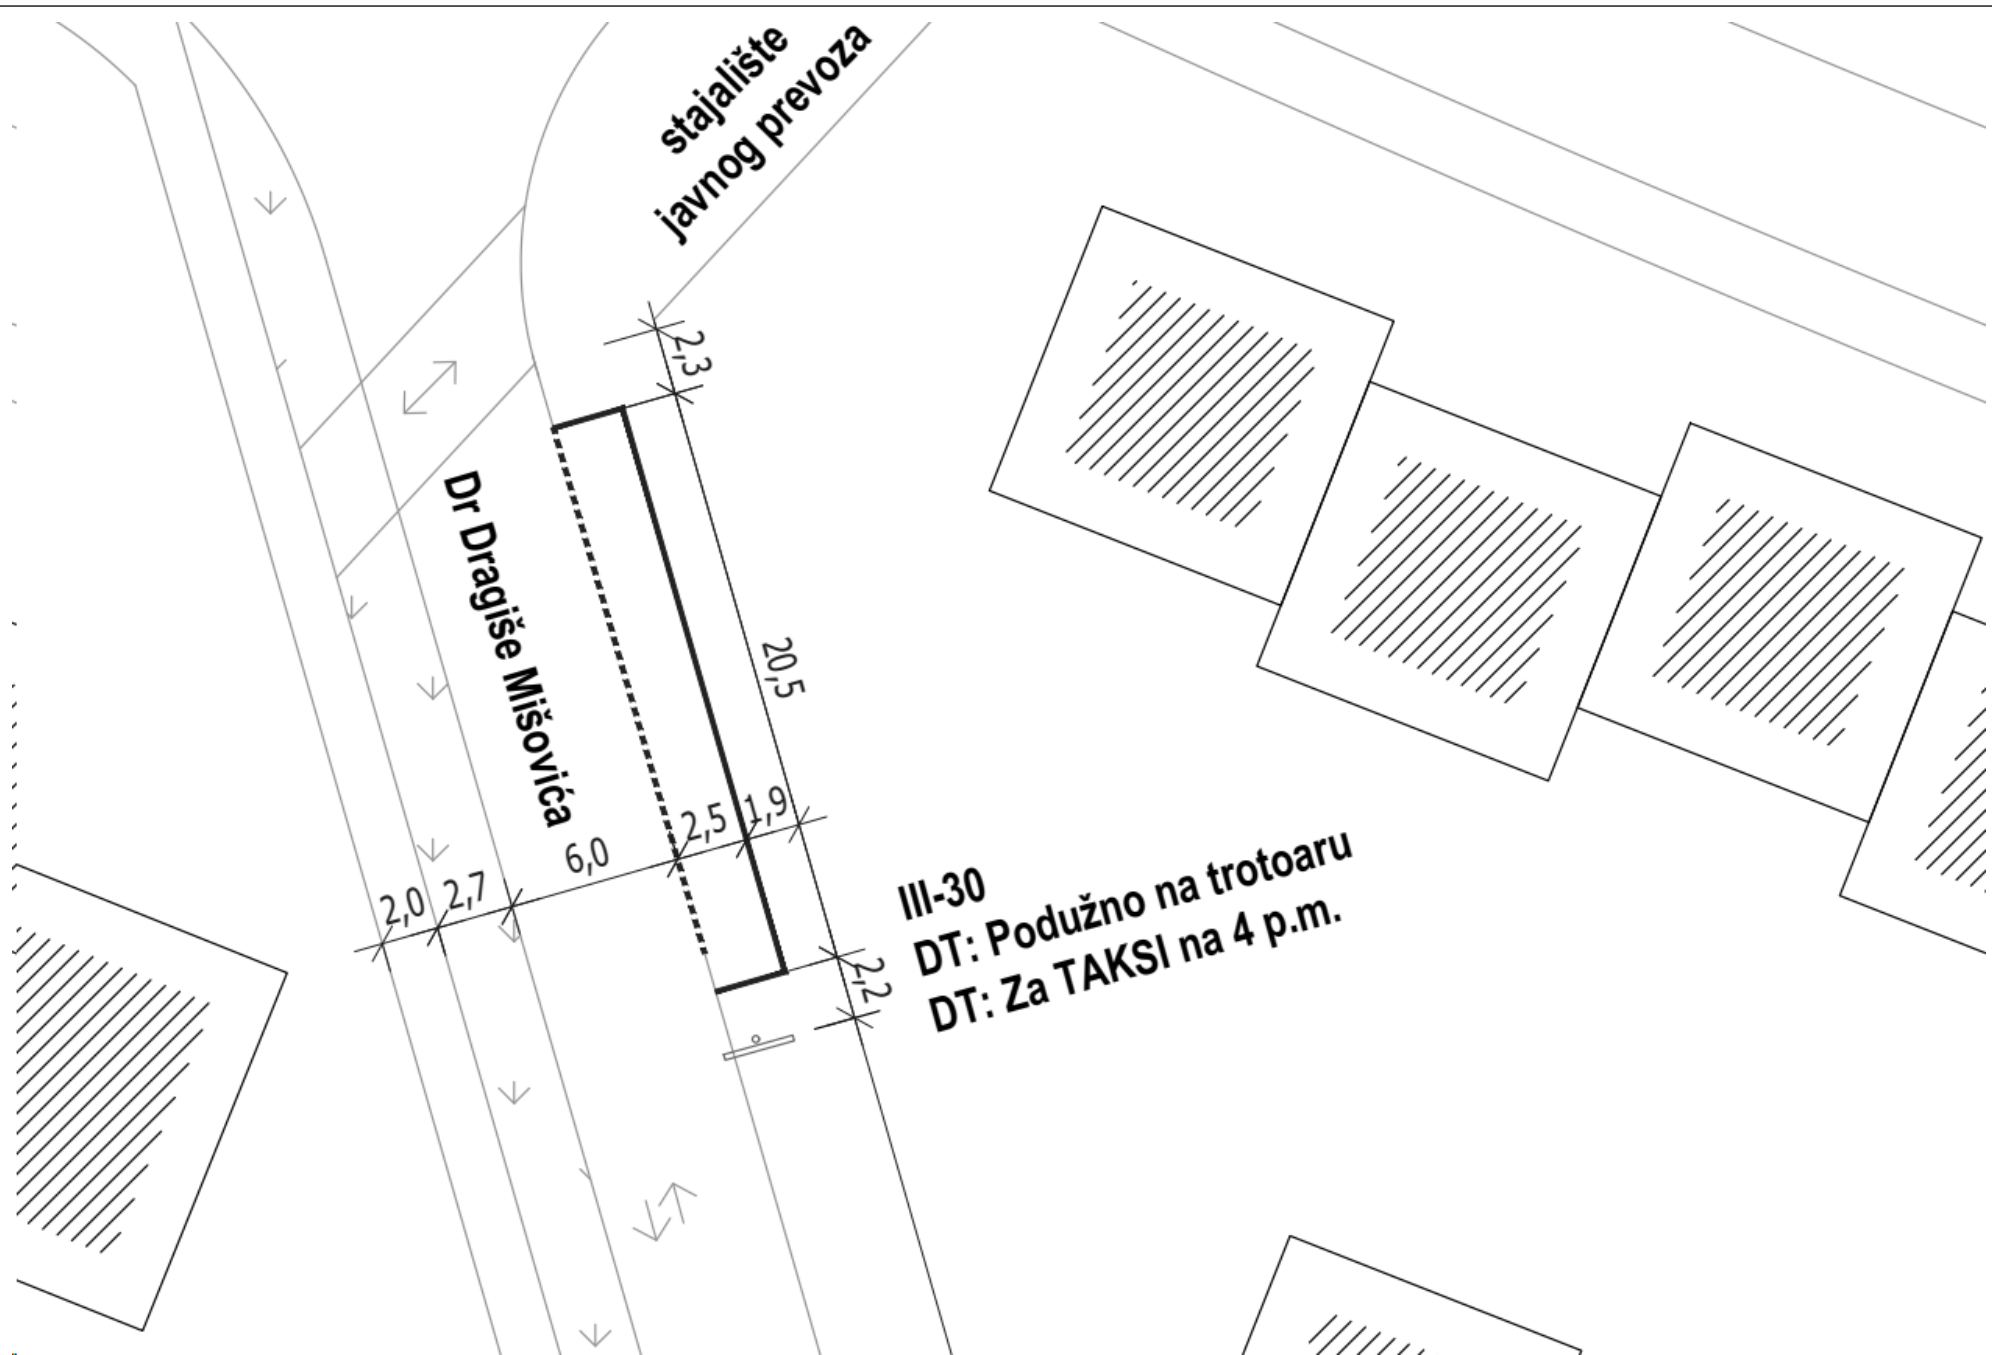 stajalište
javnog prevoza
2,3
Dr Dragiše Mišovića
20,5
2,0
2,7
6,0
2,5
1,9
2,2
III-30
DT: Podužno na trotoaru
DT: Za TAKSI na 4 p.m.